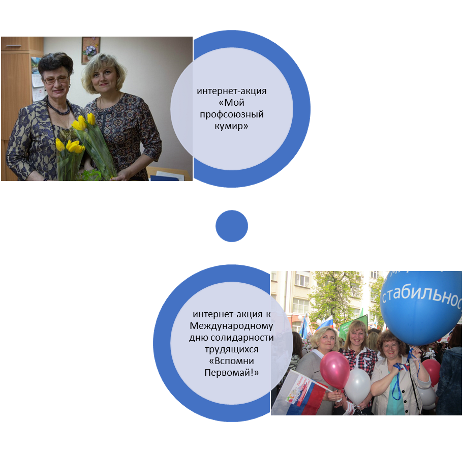 интернет-акция
«Мой
профсоюзный
кумир»
интернет-акция к
Международному
дню солидарности
трудящихся
«Вспомни
Первомай!»
стабильнос